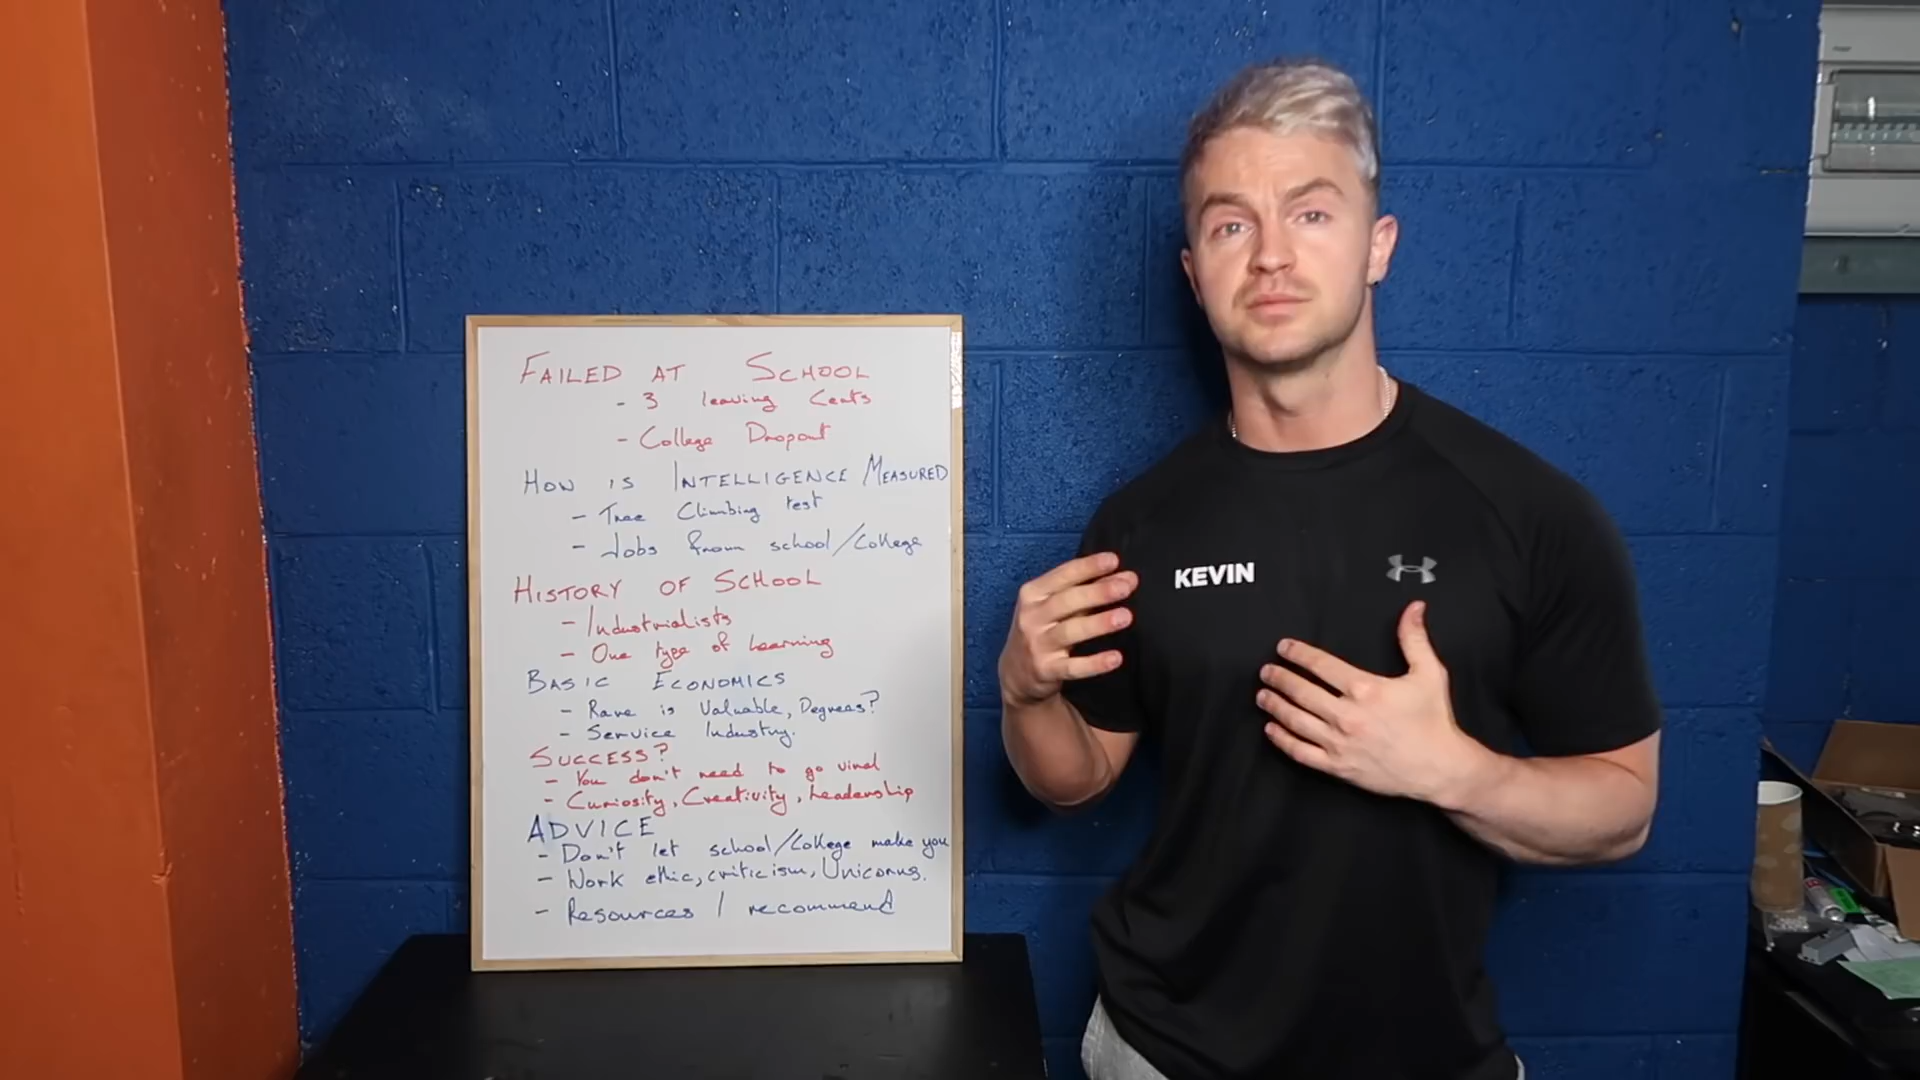 FAILED AT SCHOOL
- 3 leaving Certs
- College Dropout
HOW IS INTELLIGENCE MEASURED
- Tree Climbing test
- Jobs from school/College
HISTORY OF SCHOOL
- Industrialists
- One type of learning
BASIC ECONOMICS
- Rare is Valuable, Degrees?
- Service Industry.
SUCCESS?
- You don't need to go viral
- Curiosity, Creativity, Leadership
ADVICE
- Don't let school/College make you
- Work ethic, criticism, Unicorns.
- Resources I recommend
KEVIN